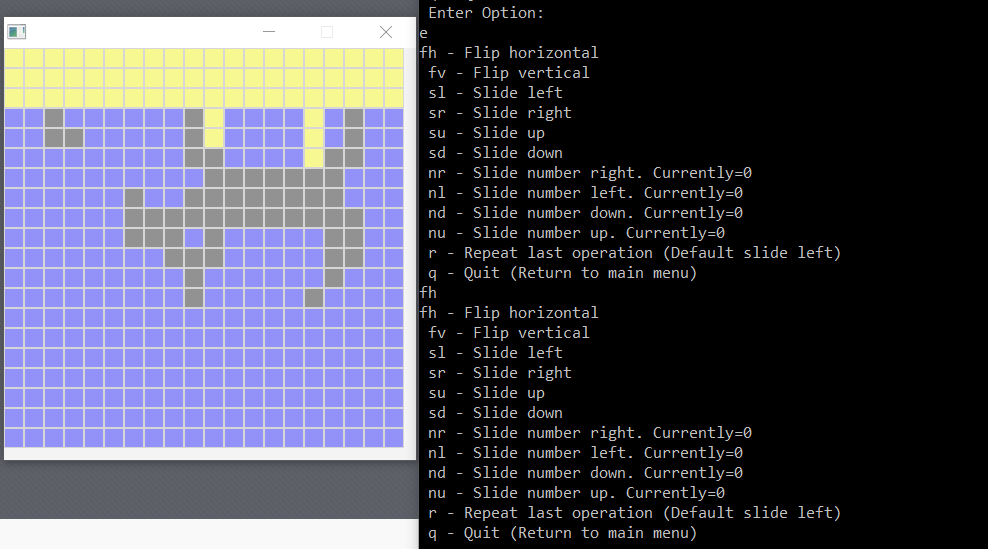 Enter Option:
e
fh - Flip horizontal
fv - Flip vertical
sl - Slide left
sr - Slide right
su - Slide up
sd - Slide down
nr - Slide number right. Currently=0
nl - Slide number left. Currently=0
nd - Slide number down. Currently=0
nu - Slide number up. Currently=0
r - Repeat last operation (Default slide left)
q - Quit (Return to main menu)
fh
fh - Flip horizontal
fv - Flip vertical
sl - Slide left
sr - Slide right
su - Slide up
sd - Slide down
nr - Slide number right. Currently=0
nl - Slide number left. Currently=0
nd - Slide number down. Currently=0
nu - Slide number up. Currently=0
r - Repeat last operation (Default slide left)
q - Quit (Return to main menu)